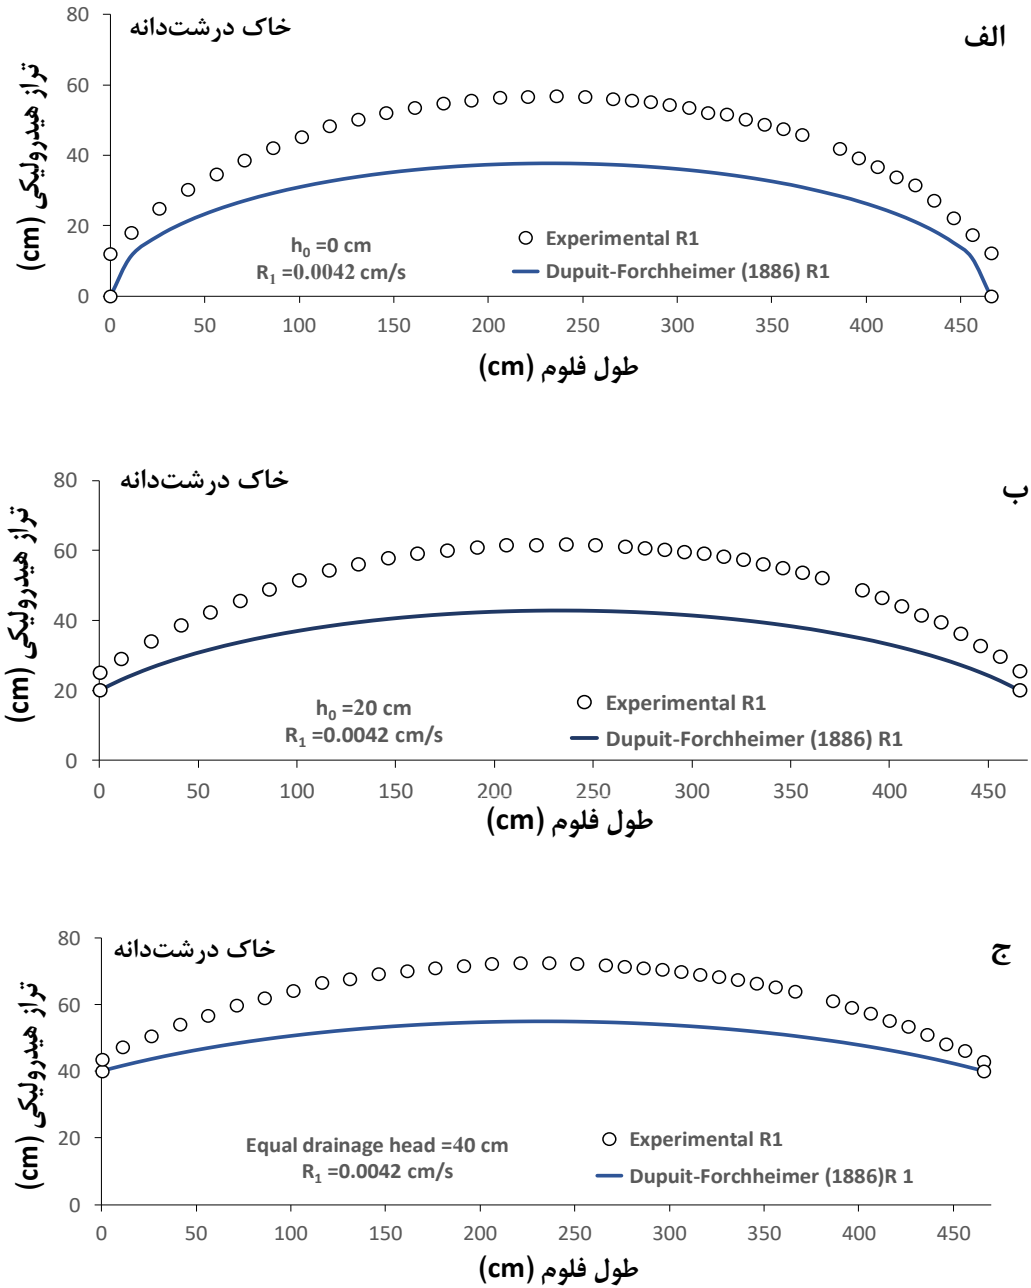 الف
خاک درشت‌دانه
تراز هیدرولیکی (cm)
80
60
40
20
0
h0 =0 cm
R1 =0.0042 cm/s
Experimental R1
Dupuit-Forchheimer (1886) R1
0 50 100 150 200 250 300 350 400 450
طول فلوم (cm)
ب
خاک درشت‌دانه
تراز هیدرولیکی (cm)
80
60
40
20
0
h0 =20 cm
R1 =0.0042 cm/s
Experimental R1
Dupuit-Forchheimer (1886) R1
0 50 100 150 200 250 300 350 400 450
طول فلوم (cm)
ج
خاک درشت‌دانه
تراز هیدرولیکی (cm)
80
60
40
20
0
Equal drainage head =40 cm
R1 =0.0042 cm/s
Experimental R1
Dupuit-Forchheimer (1886)R 1
0 50 100 150 200 250 300 350 400 450
طول فلوم (cm)